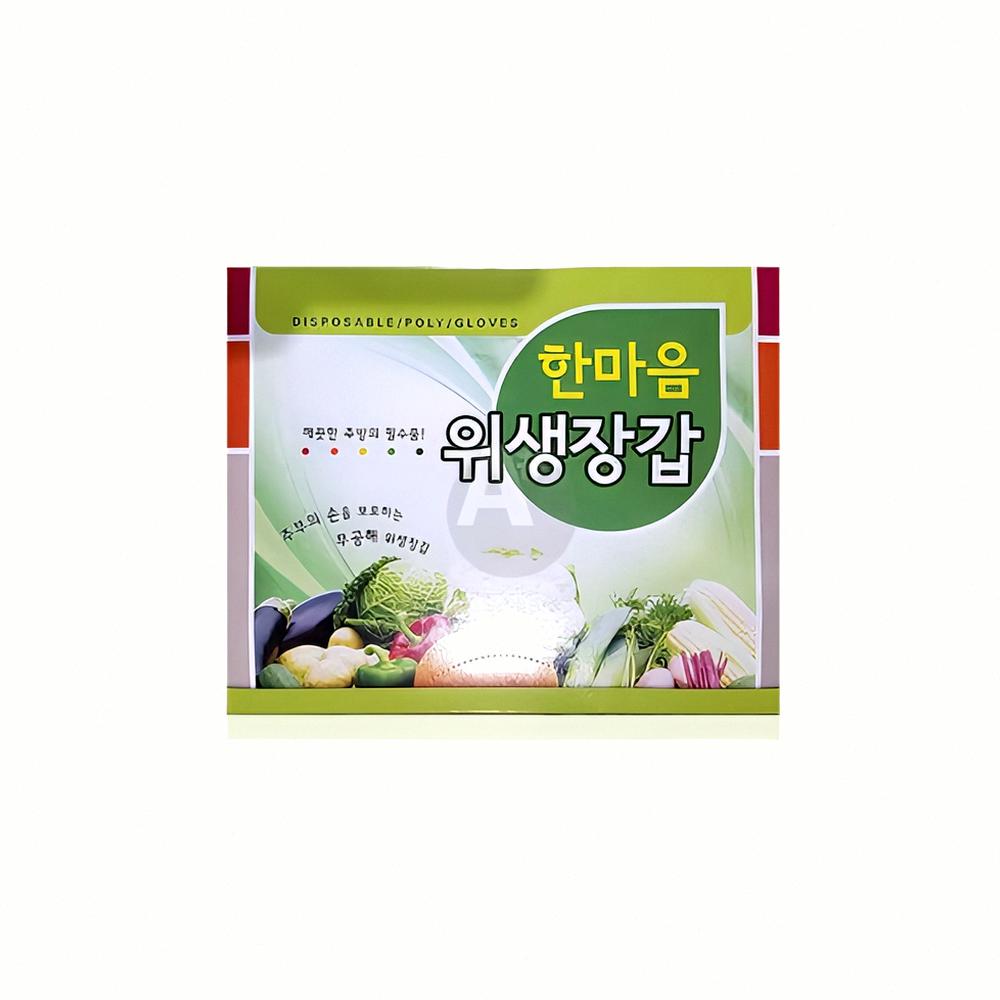 DISPOSABLE/POLY/GLOVES
한마음
위생장갑
깨끗한 주방의 필수품!
주부의 손을 보호하는
무공해 위생장갑
A